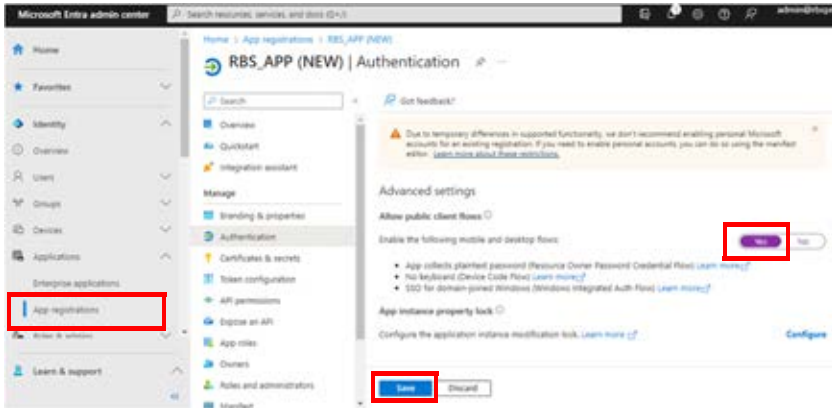 Microsoft Entra admin center
Search resources, services, and docs (G+/)
Home
Favorites
Identity
Overview
Users
Groups
Devices
Applications
Enterprise applications
App registrations
Learn & support
Home > App registrations > RBS_APP (NEW)
RBS_APP (NEW) | Authentication
Search
Overview
Quickstart
Integration assistant
Manage
Branding & properties
Authentication
Certificates & secrets
Token configuration
API permissions
Expose an API
App roles
Owners
Roles and administrators
Manifest
Got feedback?
Due to temporary differences in supported functionality, we don't recommend enabling personal Microsoft
accounts for an existing registration. If you need to enable personal accounts, you can do so using the manifest
editor. Learn more about these restrictions.
Advanced settings
Allow public client flows
Enable the following mobile and desktop flows:
Yes
No
App collects plaintext password (Resource Owner Password Credential Flow) Learn more
No keyboard (Device Code Flow) Learn more
SSO for domain-joined Windows (Windows Integrated Auth Flow) Learn more
App instance property lock
Configure the application instance modification lock. Learn more
Configure
Save
Discard